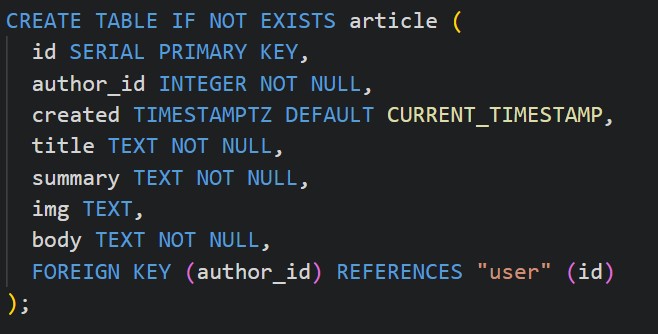 CREATE TABLE IF NOT EXISTS article (
id SERIAL PRIMARY KEY,
author_id INTEGER NOT NULL,
created TIMESTAMPTZ DEFAULT CURRENT_TIMESTAMP,
title TEXT NOT NULL,
summary TEXT NOT NULL,
img TEXT,
body TEXT NOT NULL,
FOREIGN KEY (author_id) REFERENCES "user" (id)
);